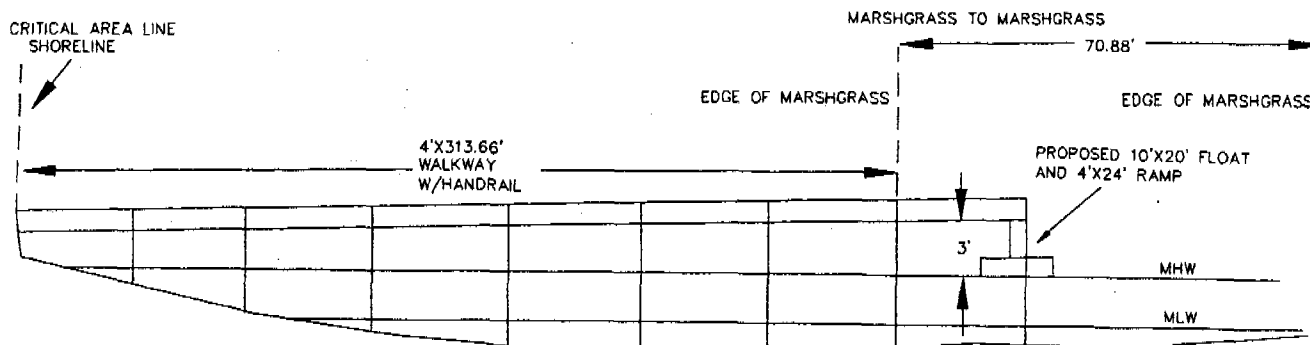 CRITICAL AREA LINE
SHORELINE
MARSHGRASS TO MARSHGRASS
70.88'
EDGE OF MARSHGRASS
EDGE OF MARSHGRASS
4'X313.66'
WALKWAY
W/HANDRAIL
PROPOSED 10'X20' FLOAT
AND 4'X24' RAMP
3'
MHW
MLW